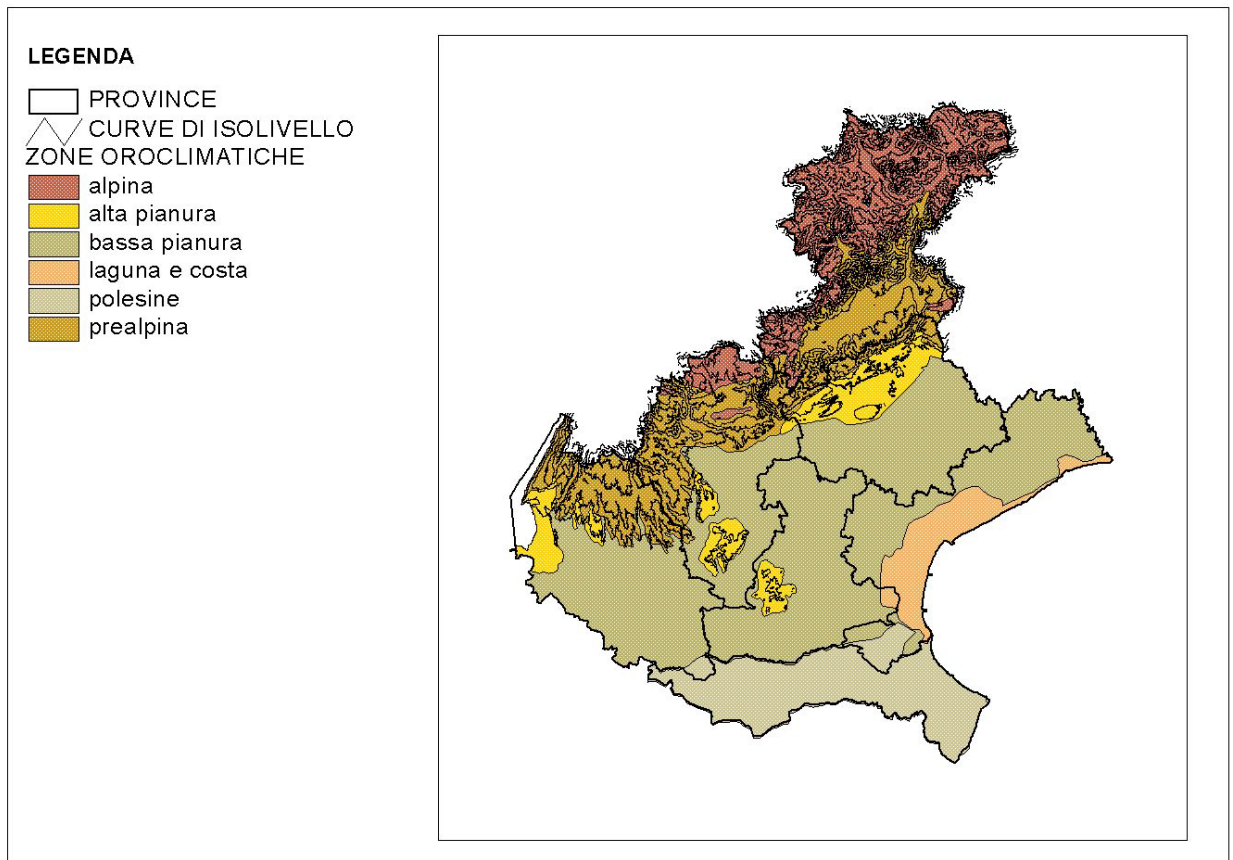 LEGENDA
PROVINCE
CURVE DI ISOLIVELLO
ZONE OROCLIMATICHE
alpina
alta pianura
bassa pianura
laguna e costa
polesine
prealpina